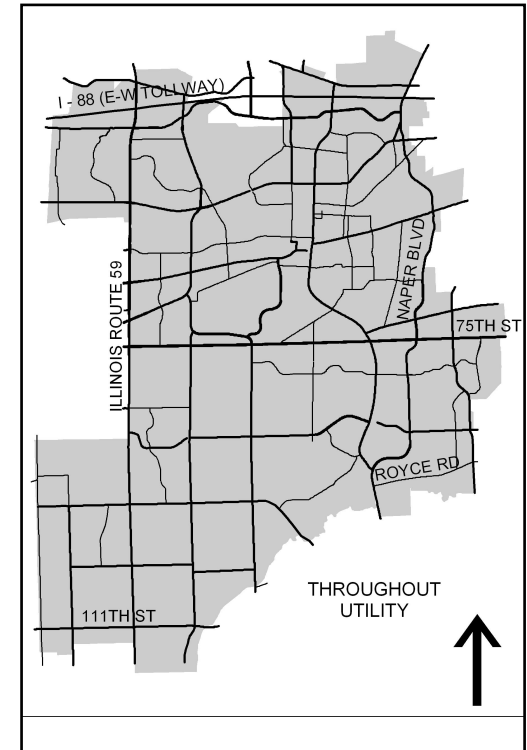 I - 88 (E-W TOLLWAY)
ILLINOIS ROUTE 59
NAPER BLVD
75TH ST
ROYCE RD
THROUGHOUT
UTILITY
111TH ST